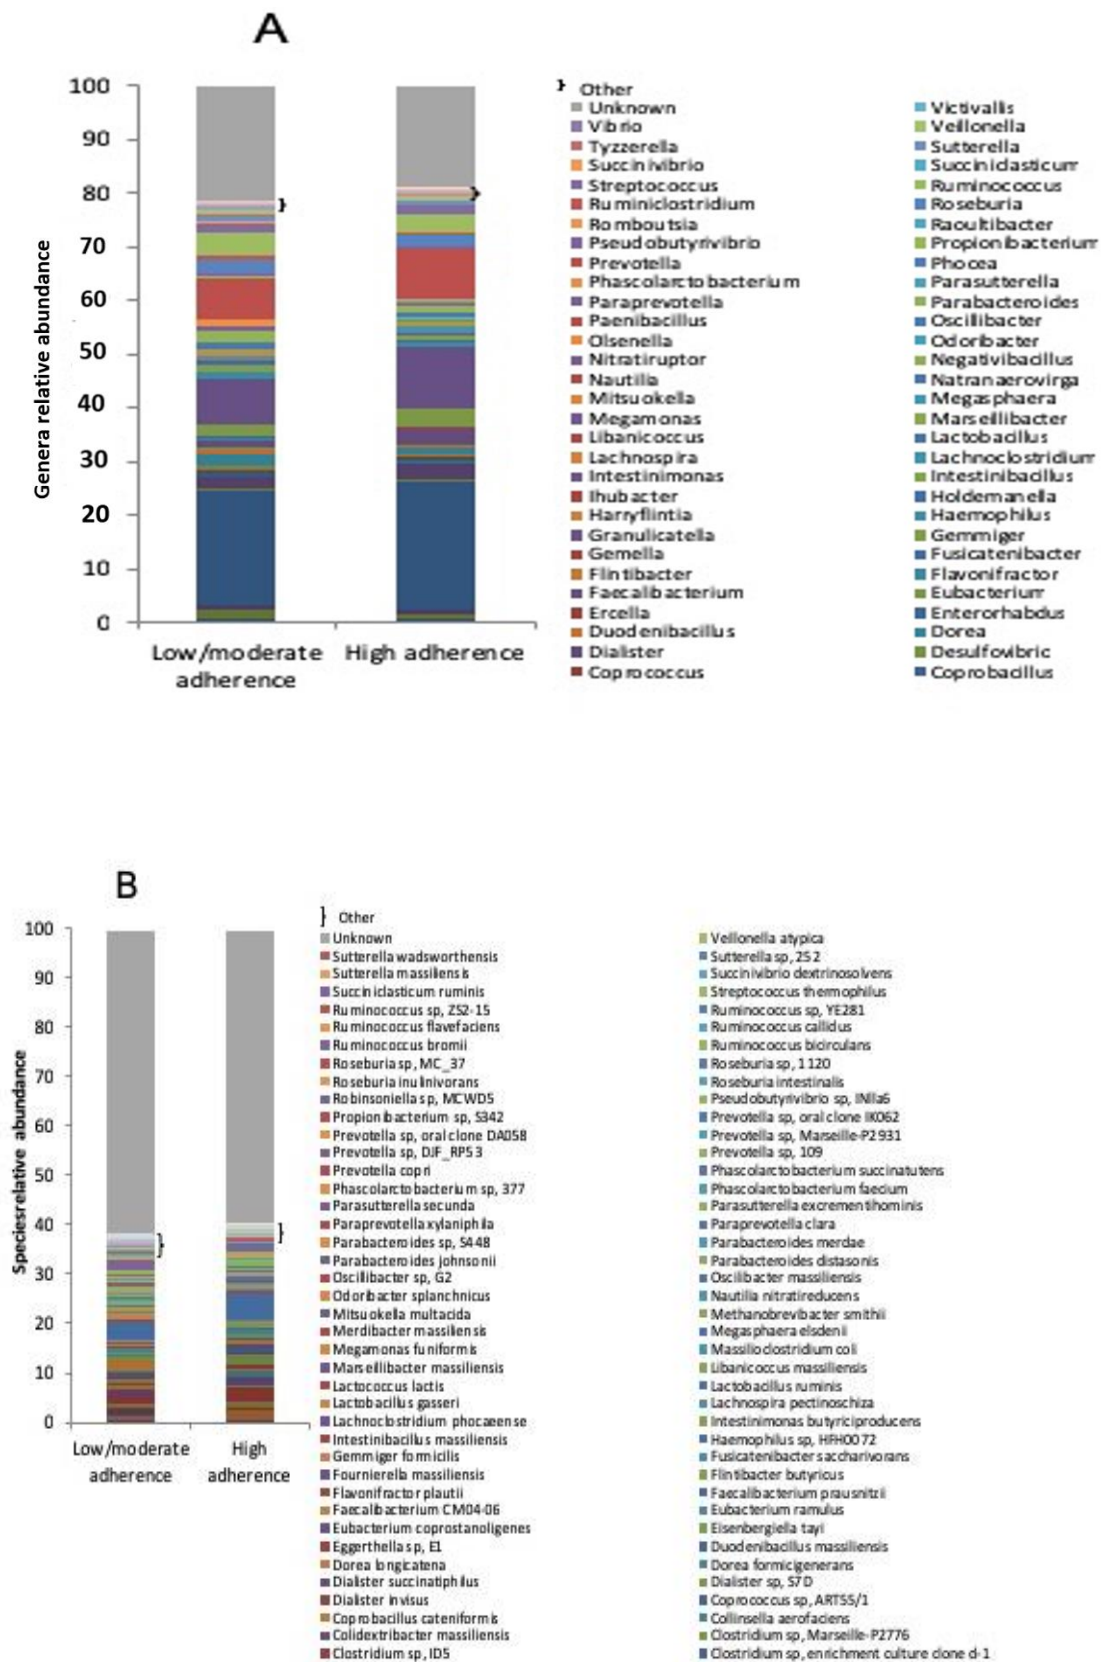 A
100
90
80
70
60
50
40
30
20
10
0
Genera relative abundance
Low/moderate adherence
High adherence
} Other
Unknown
Victivallis
Vibrio
Veillonella
Tyzzerella
Sutterella
Succinivibrio
Succiniclasticum
Streptococcus
Ruminococcus
Ruminiclostridium
Roseburia
Romboutsia
Raoultibacter
Pseudobutyrivibrio
Propionibacterium
Prevotella
Phocea
Phascolarctobacterium
Parasutterella
Paraprevotella
Parabacteroides
Paenibacillus
Oscillibacter
Olsenella
Odoribacter
Nitratiruptor
Negativibacillus
Nautilia
Natranaerovirga
Mitsuokella
Megasphaera
Megamonas
Marseillibacter
Libanicoccus
Lactobacillus
Lachnospira
Lachnoclostridium
Intestinimonas
Intestinibacillus
Ihubacter
Holdemanella
Harryflintia
Haemophilus
Granulicatella
Gemmiger
Gemella
Fusicatenibacter
Flintibacter
Flavonifractor
Faecalibacterium
Eubacterium
Ercella
Enterorhabdus
Duodenibacillus
Dorea
Dialister
Desulfovibric
Coprococcus
Coprobacillus
B
100
90
80
70
60
50
40
30
20
10
0
Speciesrelative abundance
Low/moderate adherence
High adherence
} Other
Unknown
Veillonella atypica
Sutterella wadsworthensis
Sutterella sp, 252
Sutterella massiliensis
Succinivibrio dextrinosolvens
Succiniclasticum ruminis
Streptococcus thermophilus
Ruminococcus sp, ZS2-15
Ruminococcus sp, YE281
Ruminococcus flavefaciens
Ruminococcus callidus
Ruminococcus bromii
Ruminococcus bicirculans
Roseburia sp, MC_37
Roseburia sp, 1120
Roseburia inulinivorans
Roseburia intestinalis
Robinsoniella sp, MCWD5
Pseudobutyrivibrio sp, INlla6
Propionibacterium sp, S342
Prevotella sp, oral clone IK062
Prevotella sp, oral clone DA058
Prevotella sp, Marseille-P2931
Prevotella sp, DJF_RP53
Prevotella sp, 109
Prevotella copri
Phascolarctobacterium succinatutens
Phascolarctobacterium sp, 377
Phascolarctobacterium faecium
Parasutterella secunda
Parasutterella excrementihominis
Paraprevotella xylaniphila
Paraprevotella clara
Parabacteroides sp, S448
Parabacteroides merdae
Parabacteroides johnsonii
Parabacteroides distasonis
Oscillibacter sp, G2
Oscilibacter massiliensis
Odoribacter splanchnicus
Nautilia nitratireducens
Mitsuokella multacida
Methanobrevibacter smithii
Merdibacter massiliensis
Megasphaera elsdenii
Megamonas funiformis
Massilioclostridium coli
Marseillibacter massiliensis
Libanicoccus massiliensis
Lactococcus lactis
Lactobacillus ruminis
Lactobacillus gasseri
Lachnospira pectinoschiza
Lachnoclostridium phocaeense
Intestinimonas butyriciproducens
Intestinibacillus massiliensis
Haemophilus sp, HFH0072
Gemmiger formicilis
Fusicatenibacter saccharivorans
Fournierella massiliensis
Flintibacter butyricus
Flavonifractor plautii
Faecalibacterium prausnitzii
Faecalibacterium CM04-06
Eubacterium ramulus
Eubacterium coprostanoligenes
Eisenbergiella tayi
Eggerthella sp, E1
Duodenibacillus massiliensis
Dorea longicatena
Dorea formicigenerans
Dialister succinatiphilus
Dialister sp, S7D
Dialister invisus
Coprococcus sp, ART55/1
Coprobacillus cateniformis
Collinsella aerofaciens
Colidextribacter massiliensis
Clostridium sp, Marseille-P2776
Clostridium sp, ID5
Clostridium sp, enrichment culture clone d-1